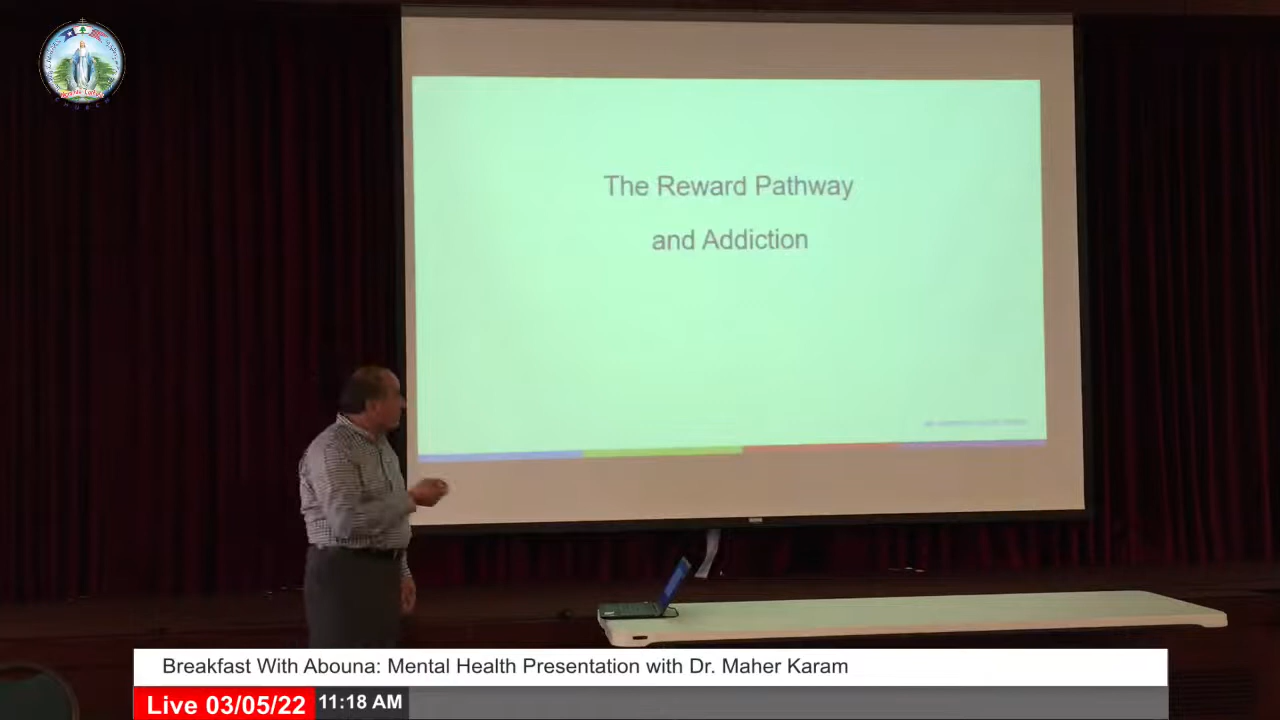 The Reward Pathway
and Addiction
Breakfast With Abouna: Mental Health Presentation with Dr. Maher Karam
Live 03/05/22
11:18 AM